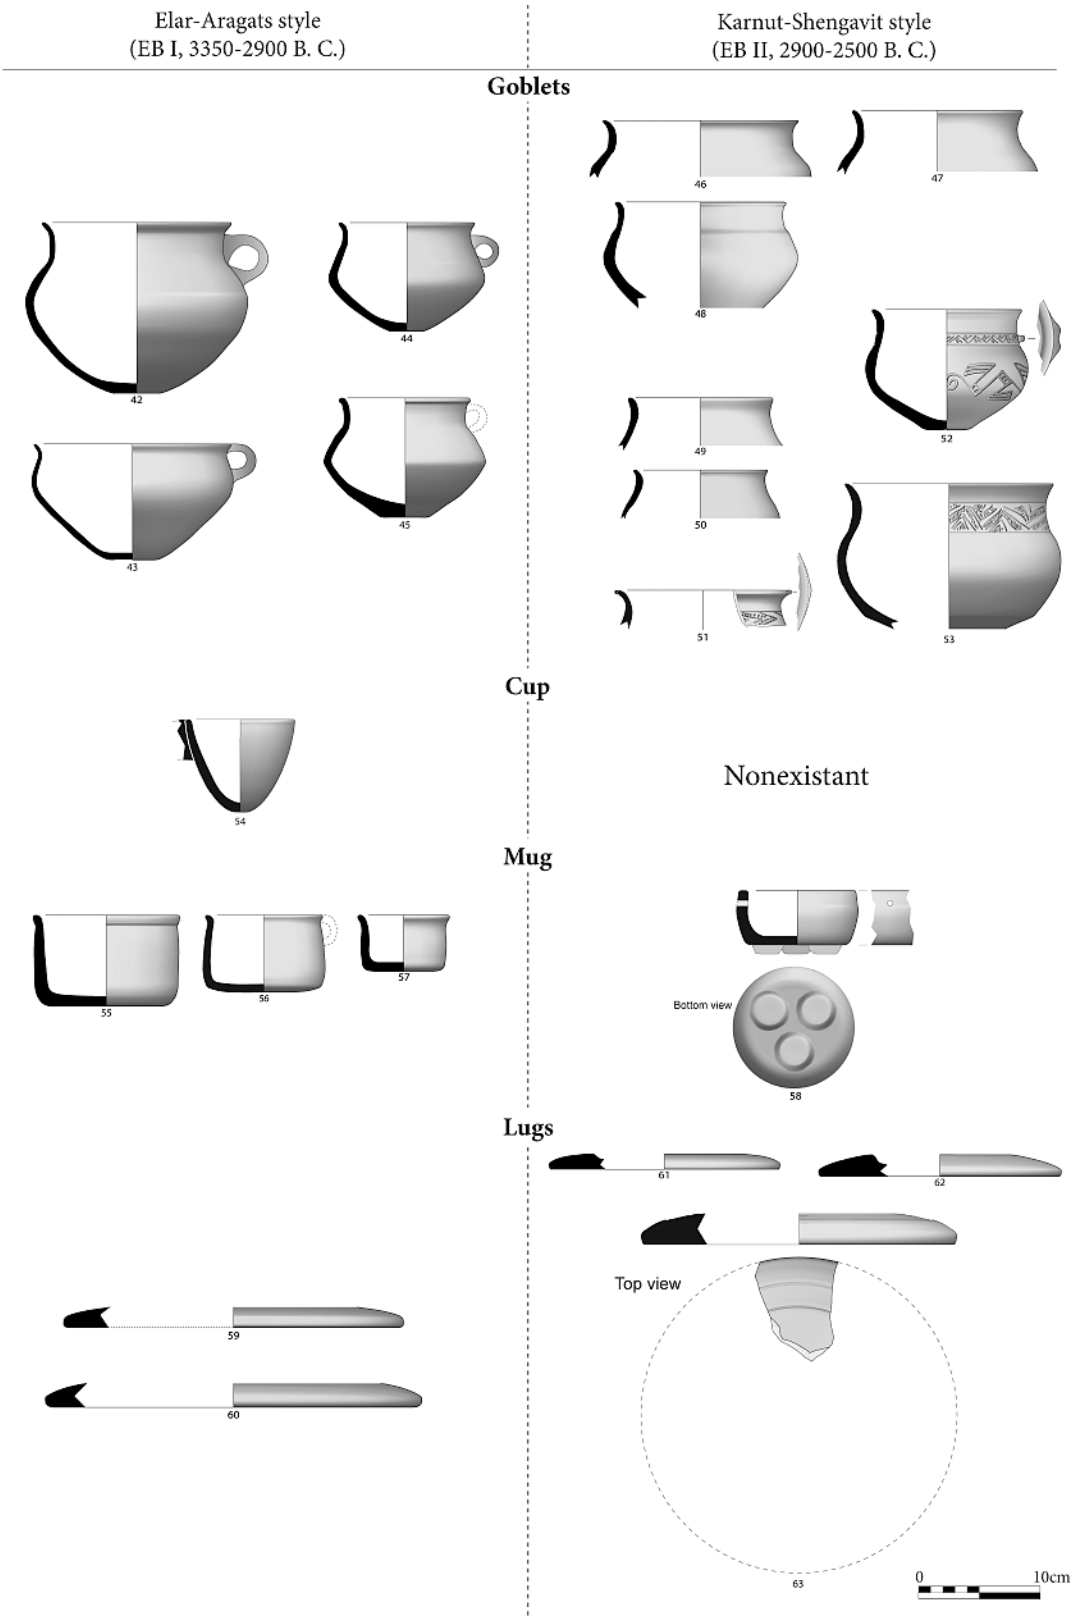 Elar-Aragats style
(EB I, 3350-2900 B. C.)
Karnut-Shengavit style
(EB II, 2900-2500 B. C.)
Goblets
46
47
48
42
44
52
49
43
45
50
51
53
Cup
54
Nonexistant
Mug
55
56
57
Bottom view
58
Lugs
61
62
Top view
59
60
63
0 10cm